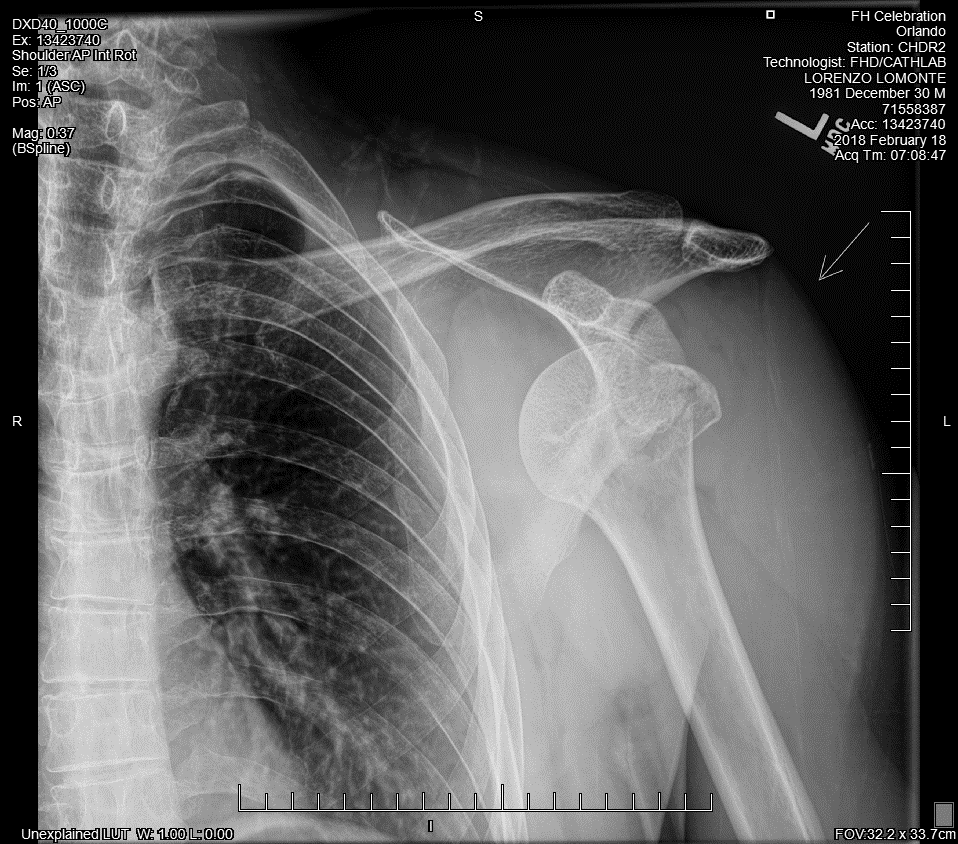 DXD40_1000C
Ex: 13423740
Shoulder AP Int Rot
Se: 1/3
Im: 1 (ASC)
Pos: AP
Mag: 0.37
(BSpline)
S
FH Celebration
Orlando
Station: CHDR2
Technologist: FHD/CATHLAB
LORENZO LOMONTE
1981 December 30 M
71558387
Acc: 13423740
2018 February 18
Acq Tm: 07:08:47
L
MDC
R
L
I
Unexplained LUT W: 1.00 L: 0.00
FOV:32.2 x 33.7cm